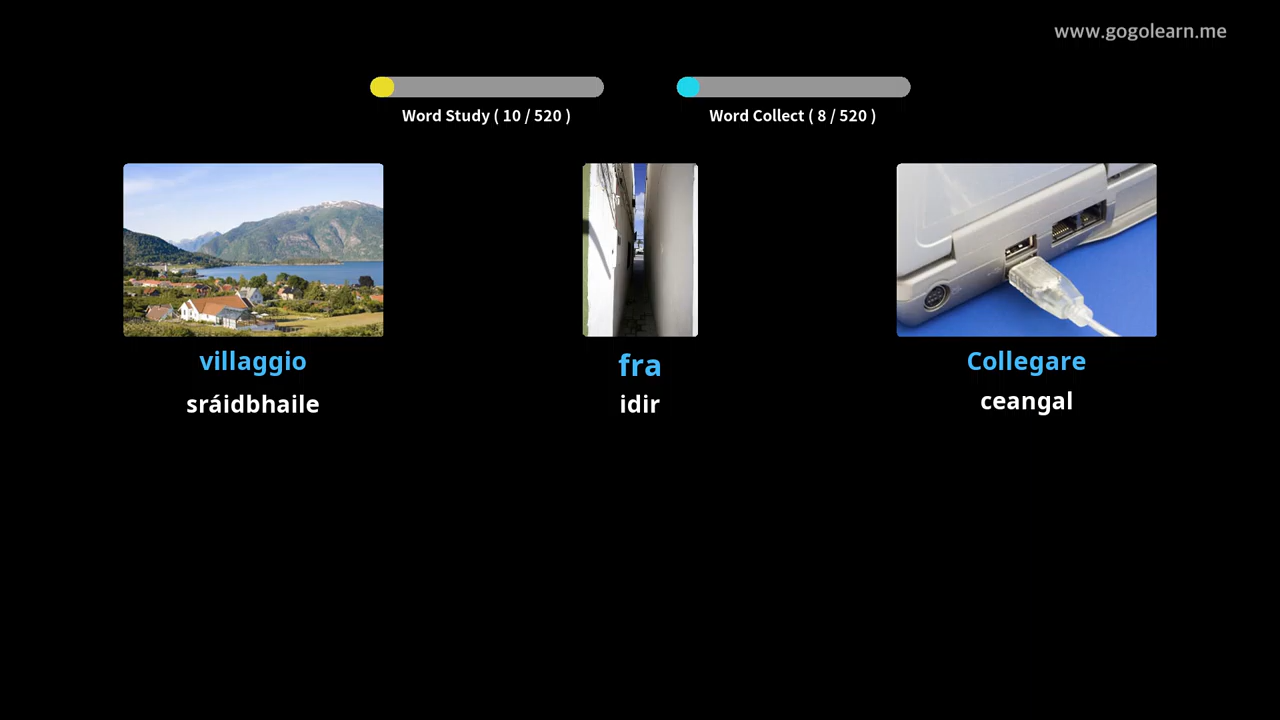 www.gogolearn.me
Word Study ( 10 / 520 )
Word Collect ( 8 / 520 )
villaggio
sráidbhaile
fra
idir
Collegare
ceangal